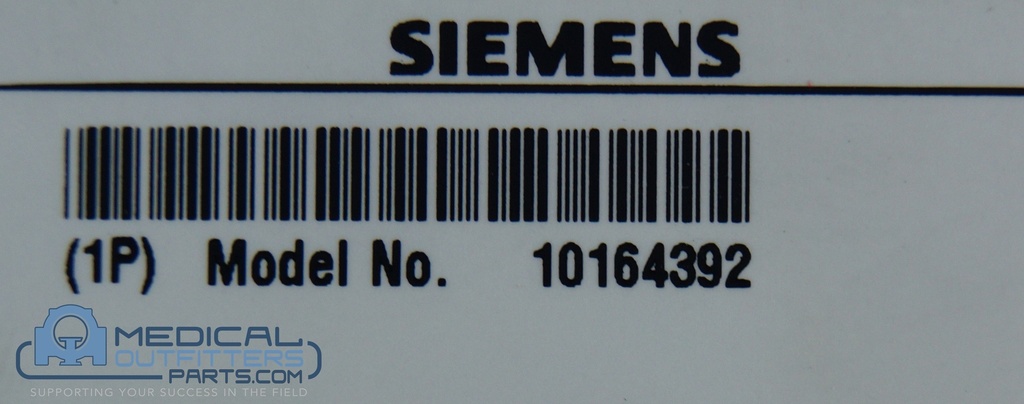 SIEMENS
(1P) Model No. 10164392
MEDICAL
OUTFITTERS
PARTS.COM
SUPPORTING YOUR SUCCESS IN THE FIELD